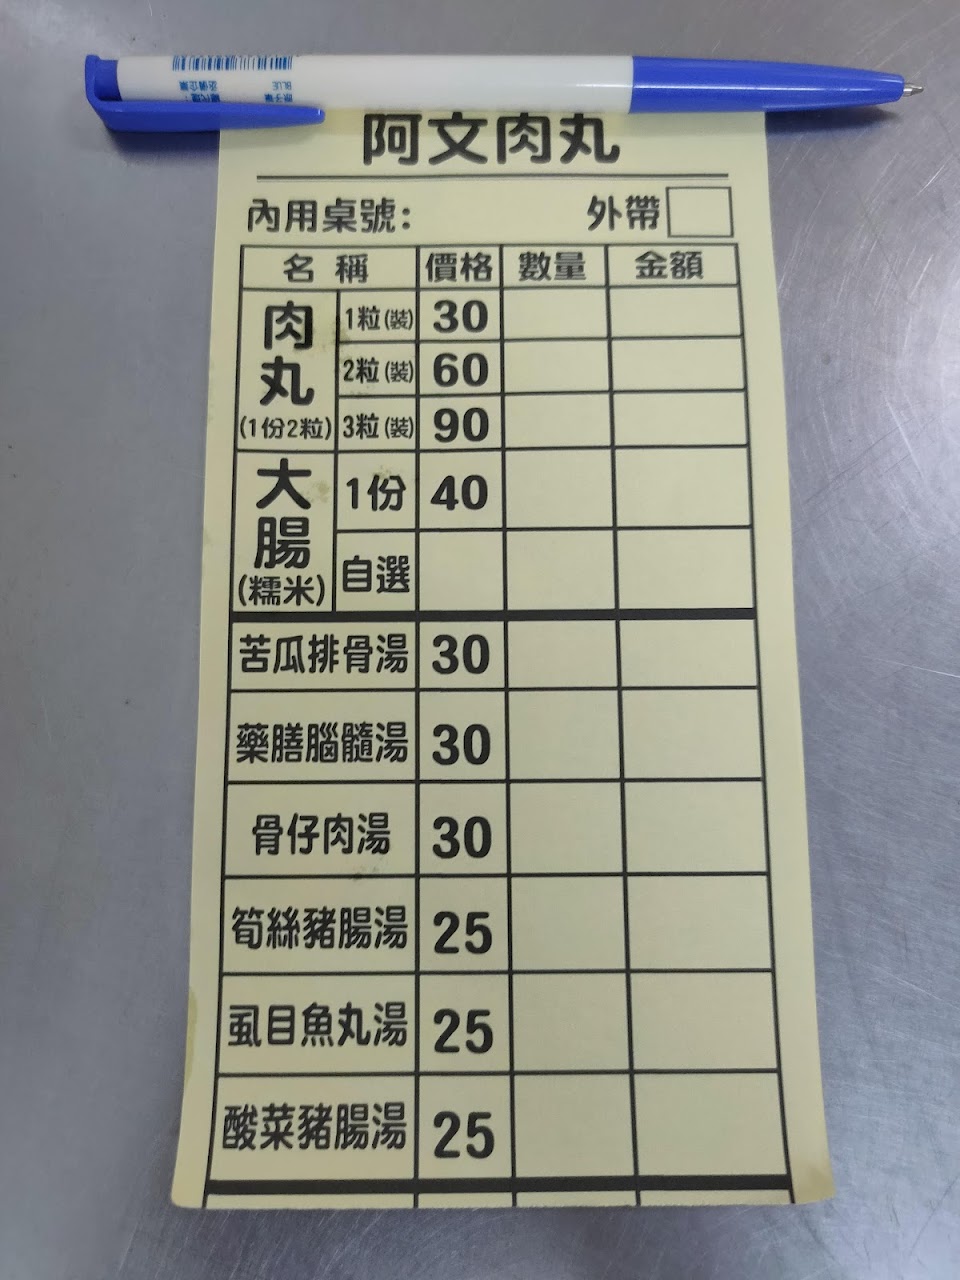 阿文肉丸
內用桌號: 外帶
名稱 價格 數量 金額
肉丸(1份2粒)
1粒(裝) 30
2粒(裝) 60
3粒(裝) 90
大腸(糯米)
1份 40
自選
苦瓜排骨湯 30
藥膳腦髓湯 30
骨仔肉湯 30
筍絲豬腸湯 25
虱目魚丸湯 25
酸菜豬腸湯 25
BLUE